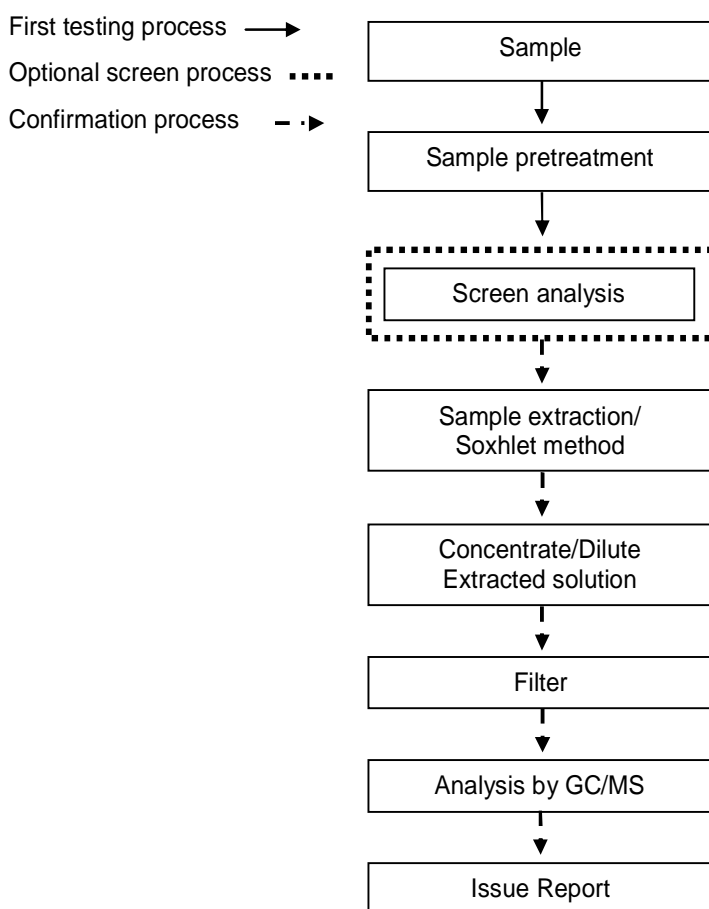 First testing process
Optional screen process
Confirmation process
Sample
Sample pretreatment
Screen analysis
Sample extraction/
Soxhlet method
Concentrate/Dilute
Extracted solution
Filter
Analysis by GC/MS
Issue Report